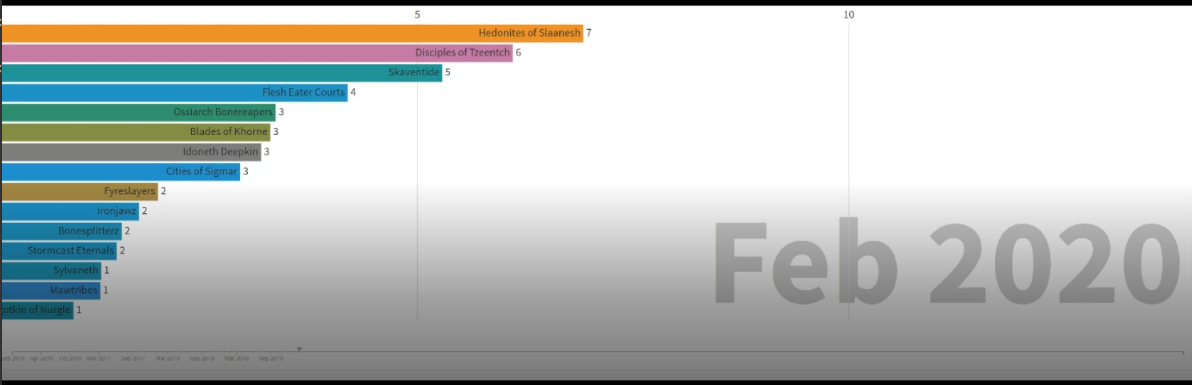 5 10
Hedonites of Slaanesh 7
Disciples of Tzeentch 6
Skaventide 5
Flesh Eater Courts 4
Ossiarch Bonereapers 3
Blades of Khorne 3
Idoneth Deepkin 3
Cities of Sigmar 3
Fyreslayers 2
Ironjawz 2
Bonesplitterz 2
Stormcast Eternals 2
Sylvaneth 1
Mawtribes 1
otkin of Nurgle 1
Feb 2020